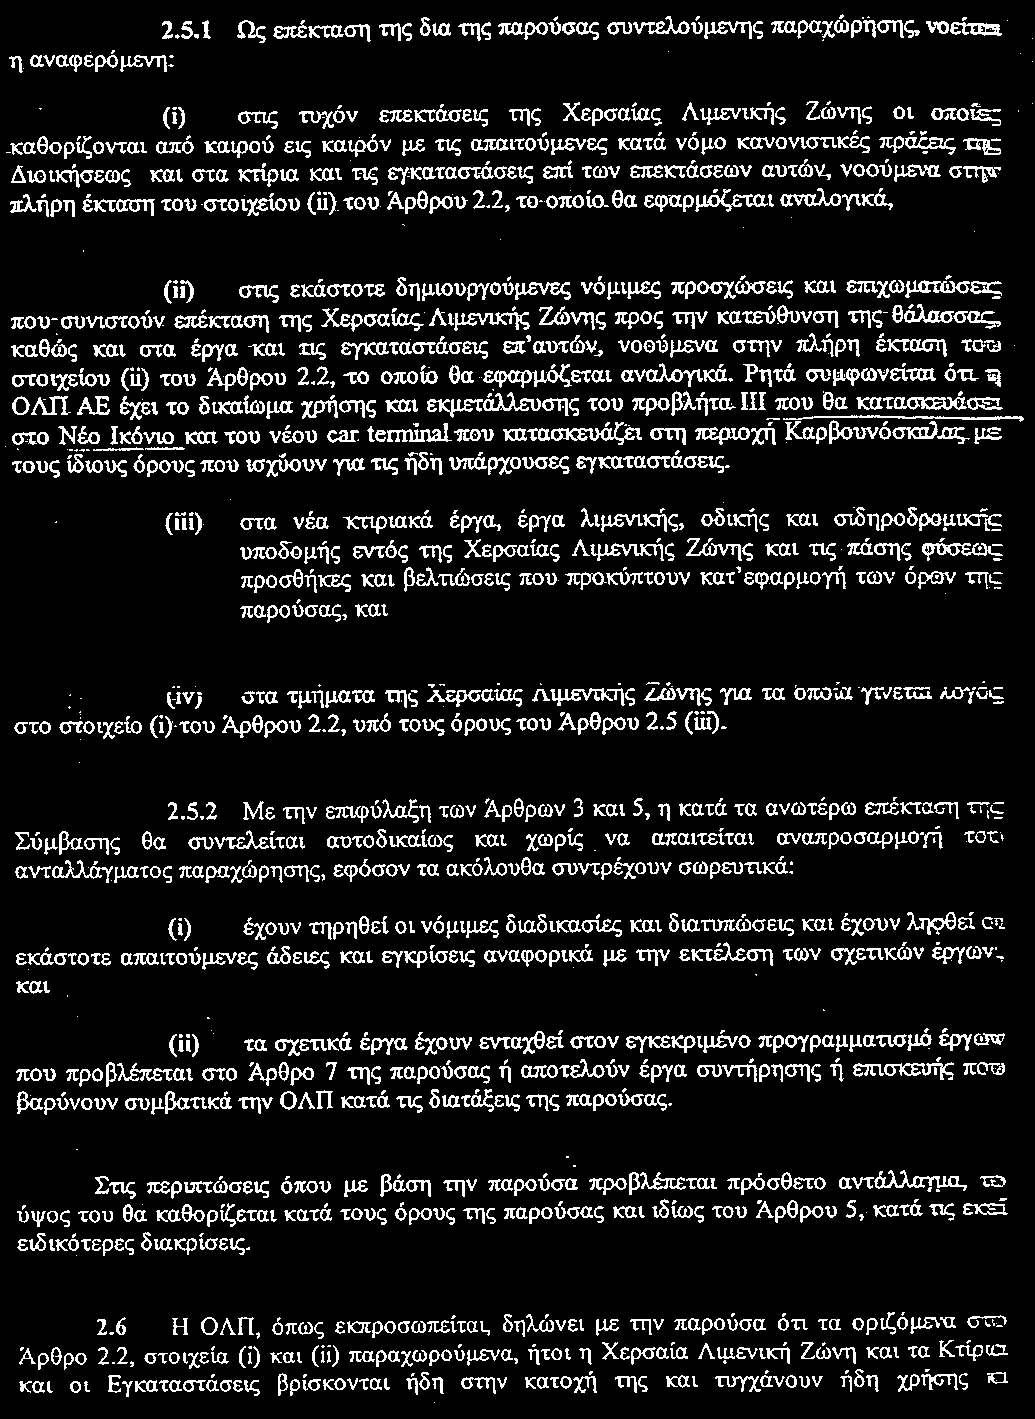 2.5.1 Ως επέκταση της δια της παρούσας συντελούμενης παραχώρησης, νοείται
η αναφερόμενη:
(i) στις τυχόν επεκτάσεις της Χερσαίας Λιμενικής Ζώνης οι οποίες
καθορίζονται από καιρού εις καιρόν με τις απαιτούμενες κατά νόμο κανονιστικές πράξεις της
Διοικήσεως και στα κτίρια και τις εγκαταστάσεις επί των επεκτάσεων αυτών, νοούμενα στην
πλήρη έκταση του στοιχείου (ii) του Άρθρου 2.2, το οποίο θα εφαρμόζεται αναλογικά,
(ii) στις εκάστοτε δημιουργούμενες νόμιμες προσχώσεις και επιχωματώσεις
που συνιστούν επέκταση της Χερσαίας Λιμενικής Ζώνης προς την κατεύθυνση της θάλασσας,
καθώς και στα έργα και τις εγκαταστάσεις επ’αυτών, νοούμενα στην πλήρη έκταση του
στοιχείου (ii) του Άρθρου 2.2, το οποίο θα εφαρμόζεται αναλογικά. Ρητά συμφωνείται ότι η
ΟΛΠ ΑΕ έχει το δικαίωμα χρήσης και εκμετάλλευσης του προβλήτα III που θα κατασκευάσει
στο Νέο Ικόνιο και του νέου car terminal που κατασκευάζει στη περιοχή Καρβουνόσκαλας με
τους ίδιους όρους που ισχύουν για τις ήδη υπάρχουσες εγκαταστάσεις.
(iii) στα νέα κτιριακά έργα, έργα λιμενικής, οδικής και σιδηροδρομικής
υποδομής εντός της Χερσαίας Λιμενικής Ζώνης και τις πάσης φύσεως
προσθήκες και βελτιώσεις που προκύπτουν κατ’εφαρμογή των όρων της
παρούσας, και
(iv) στα τμήματα της Χερσαίας Λιμενικής Ζώνης για τα οποία γίνεται λόγος
στο στοιχείο (i) του Άρθρου 2.2, υπό τους όρους του Άρθρου 2.5 (iii).
2.5.2 Με την επιφύλαξη των Άρθρων 3 και 5, η κατά τα ανωτέρω επέκταση της
Σύμβασης θα συντελείται αυτοδικαίως και χωρίς να απαιτείται αναπροσαρμογή του
ανταλλάγματος παραχώρησης, εφόσον τα ακόλουθα συντρέχουν σωρευτικά:
(i) έχουν τηρηθεί οι νόμιμες διαδικασίες και διατυπώσεις και έχουν ληφθεί οι
εκάστοτε απαιτούμενες άδειες και εγκρίσεις αναφορικά με την εκτέλεση των σχετικών έργων,
και
(ii) τα σχετικά έργα έχουν ενταχθεί στον εγκεκριμένο προγραμματισμό έργων
που προβλέπεται στο Άρθρο 7 της παρούσας ή αποτελούν έργα συντήρησης ή επισκευής που
βαρύνουν συμβατικά την ΟΛΠ κατά τις διατάξεις της παρούσας.
Στις περιπτώσεις όπου με βάση την παρούσα προβλέπεται πρόσθετο αντάλλαγμα, το
ύψος του θα καθορίζεται κατά τους όρους της παρούσας και ιδίως του Άρθρου 5, κατά τις εκεί
ειδικότερες διακρίσεις.
2.6 Η ΟΛΠ, όπως εκπροσωπείται, δηλώνει με την παρούσα ότι τα οριζόμενα στο
Άρθρο 2.2, στοιχεία (i) και (ii) παραχωρούμενα, ήτοι η Χερσαία Λιμενική Ζώνη και τα Κτίρια
και οι Εγκαταστάσεις βρίσκονται ήδη στην κατοχή της και τυγχάνουν ήδη χρήσης κα